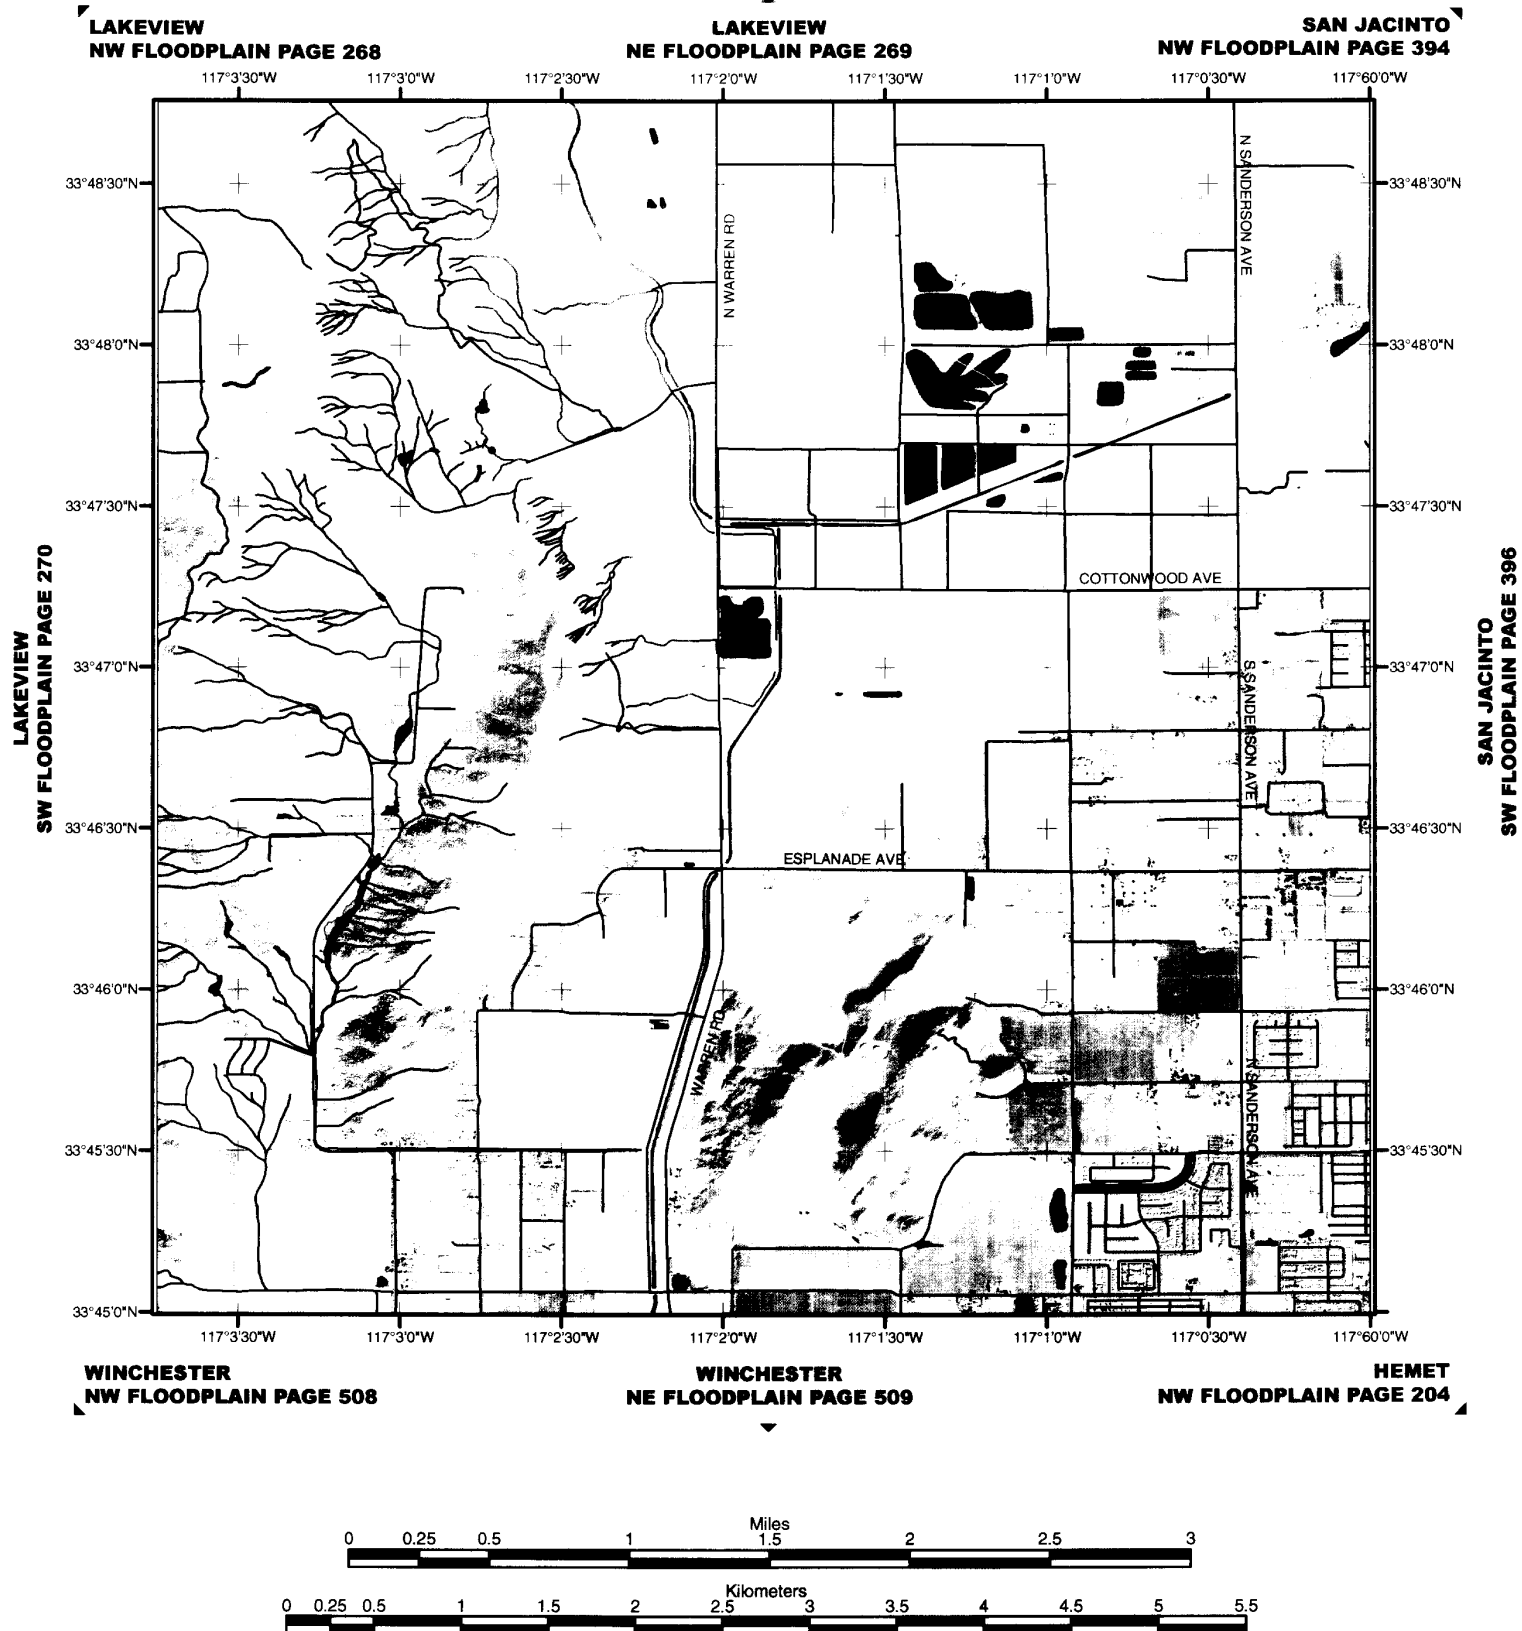 LAKEVIEW
NW FLOODPLAIN PAGE 268
LAKEVIEW
NE FLOODPLAIN PAGE 269
SAN JACINTO
NW FLOODPLAIN PAGE 394
117°3'30"W
117°3'0"W
117°2'30"W
117°2'0"W
117°1'30"W
117°1'0"W
117°0'30"W
117°60'0"W
33°48'30"N
33°48'30"N
N SANDERSON AVE
N WARREN RD
33°48'0"N
33°48'0"N
33°47'30"N
33°47'30"N
LAKEVIEW
SW FLOODPLAIN PAGE 270
SAN JACINTO
SW FLOODPLAIN PAGE 396
COTTONWOOD AVE
33°47'0"N
33°47'0"N
S SANDERSON AVE
33°46'30"N
33°46'30"N
ESPLANADE AVE
33°46'0"N
33°46'0"N
WARREN RD
N SANDERSON AVE
33°45'30"N
33°45'30"N
33°45'0"N
117°3'30"W
117°3'0"W
117°2'30"W
117°2'0"W
117°1'30"W
117°1'0"W
117°0'30"W
117°60'0"W
WINCHESTER
NW FLOODPLAIN PAGE 508
WINCHESTER
NE FLOODPLAIN PAGE 509
HEMET
NW FLOODPLAIN PAGE 204
Miles
0 0.25 0.5 1 1.5 2 2.5 3
Kilometers
0 0.25 0.5 1 1.5 2 2.5 3 3.5 4 4.5 5 5.5